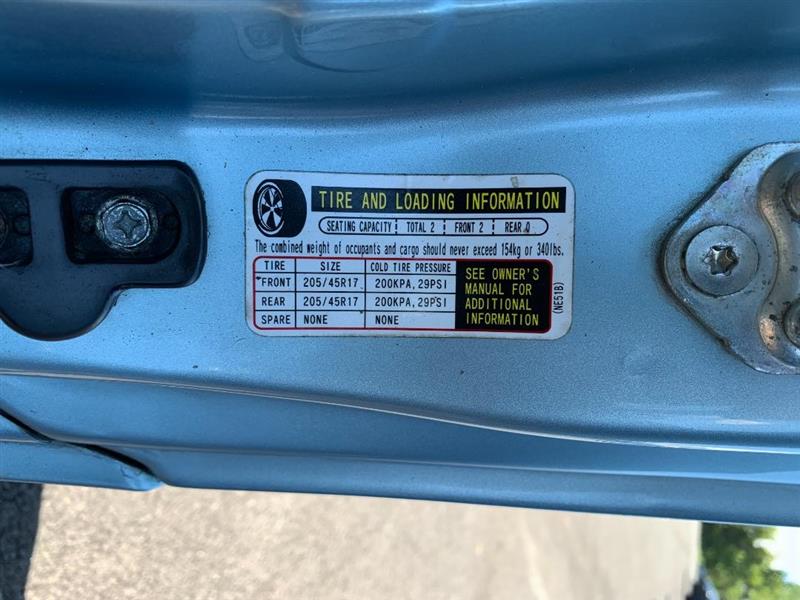 TIRE AND LOADING INFORMATION
SEATING CAPACITY TOTAL 2 FRONT 2 REAR 0
The combined weight of occupants and cargo should never exceed 154kg or 340lbs.
TIRE SIZE COLD TIRE PRESSURE
FRONT 205/45R17 200KPA, 29PSI
REAR 205/45R17 200KPA, 29PSI
SPARE NONE NONE
SEE OWNER'S
MANUAL FOR
ADDITIONAL
INFORMATION
(NE51B)